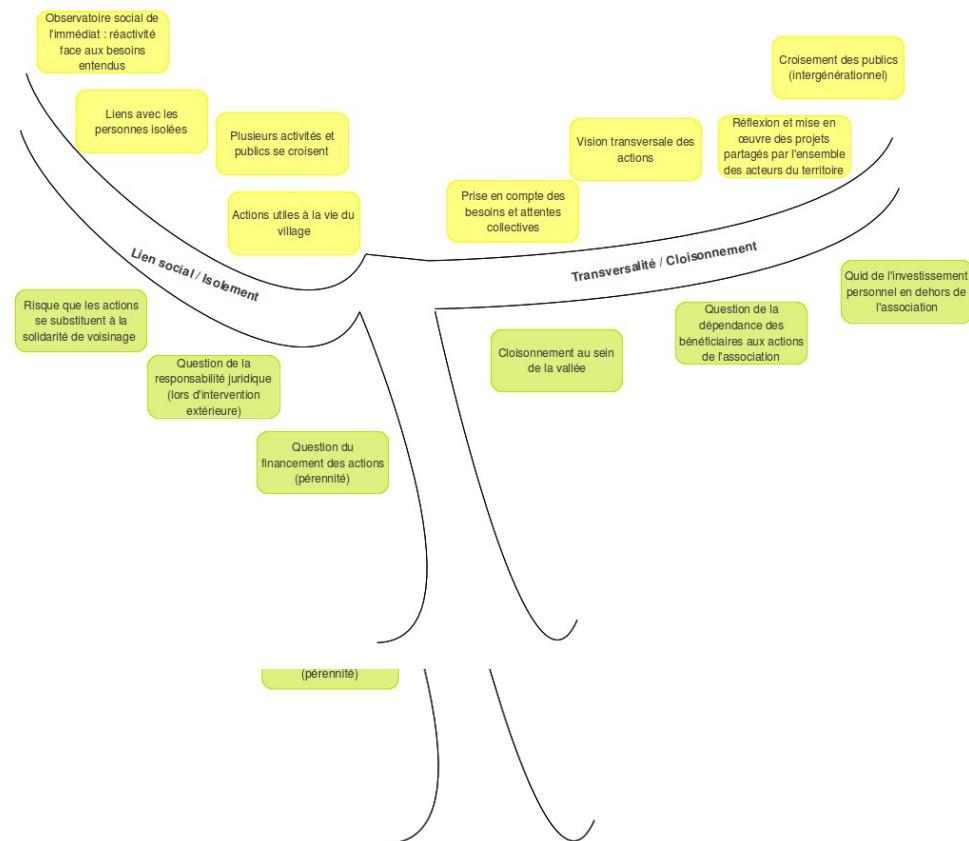 Observatoire social de
l'immédiat : réactivité
face aux besoins
entendus
Liens avec les
personnes isolées
Plusieurs activités et
publics se croisent
Actions utiles à la vie du
village
Croisement des publics
(intergénérationnel)
Réflexion et mise en
œuvre des projets
partagés par l'ensemble
des acteurs du territoire
Vision transversale des
actions
Prise en compte des
besoins et attentes
collectives
Lien social / Isolement
Transversalité / Cloisonnement
Risque que les actions
se substituent à la
solidarité de voisinage
Question de la
responsabilité juridique
(lors d'intervention
extérieure)
Question du
financement des actions
(pérennité)
Cloisonnement au sein
de la vallée
Question de la
dépendance des
bénéficiaires aux actions
de l'association
Quid de l'investissement
personnel en dehors de
l'association
(pérennité)